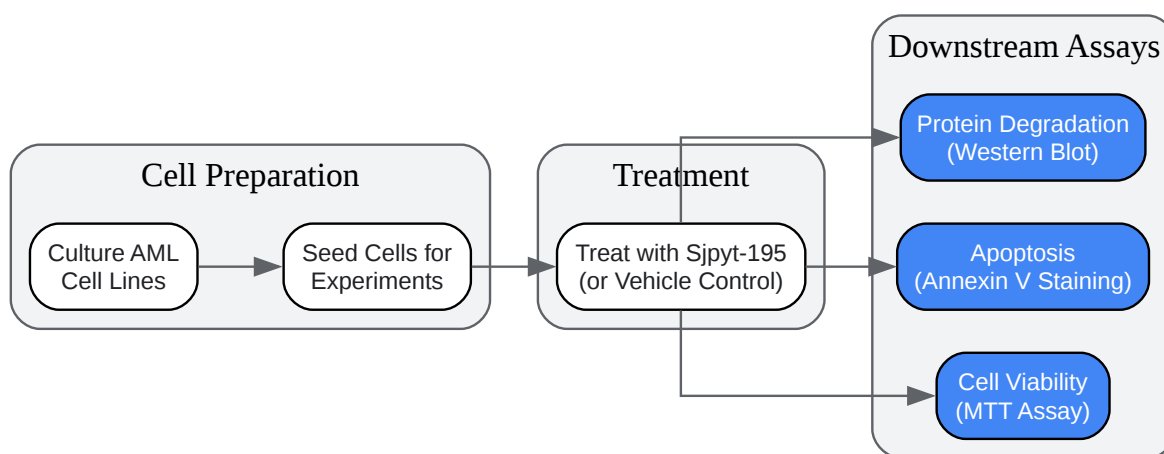 Cell Preparation
Culture AML
Cell Lines
Seed Cells for
Experiments
Treatment
Treat with Sjpyt-195
(or Vehicle Control)
Downstream Assays
Protein Degradation
(Western Blot)
Apoptosis
(Annexin V Staining)
Cell Viability
(MTT Assay)